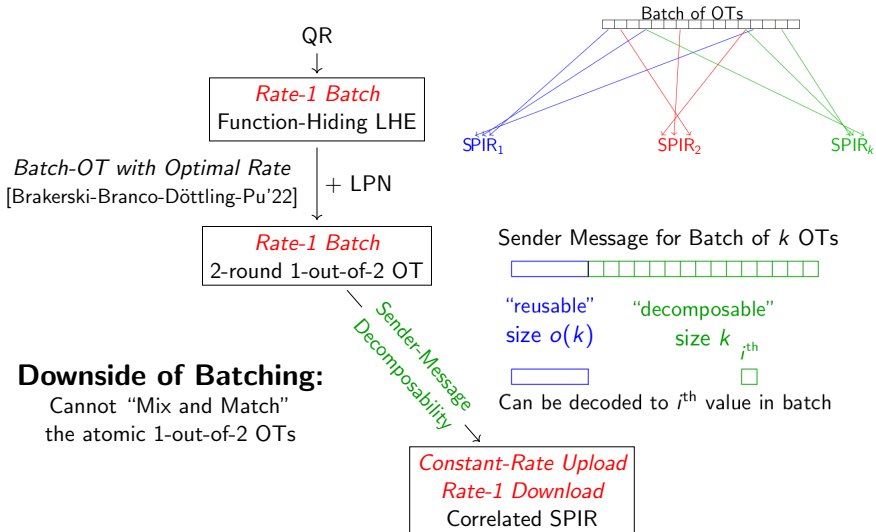 Batch of OTs
QR
Rate-1 Batch
Function-Hiding LHE
SPIR1
SPIR2
SPIRk
Batch-OT with Optimal Rate
[Brakerski-Branco-Döttling-Pu'22]
+ LPN
Rate-1 Batch
2-round 1-out-of-2 OT
Sender Message for Batch of k OTs
"reusable"
size o(k)
"decomposable"
size k
ith
Can be decoded to ith value in batch
Sender-Message
Decomposability
Downside of Batching:
Cannot "Mix and Match"
the atomic 1-out-of-2 OTs
Constant-Rate Upload
Rate-1 Download
Correlated SPIR